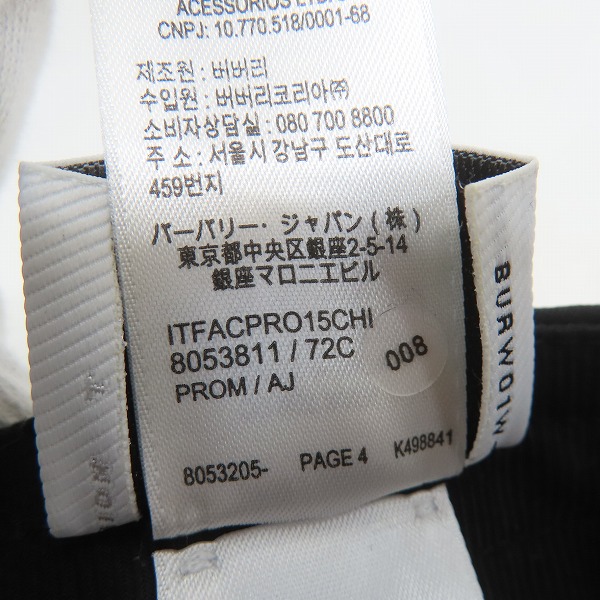 ACESSÓRIOS
CNPJ: 10.770.518/0001-68
제조원 : 버버리
수입원 : 버버리코리아㈜
소비자상담실 : 080 700 8800
주 소 : 서울시 강남구 도산대로
459번지
バーバリー・ジャパン(株)
東京都中央区銀座2-5-14
銀座マロニエビル
ITFACPRO15CHI
8053811 / 72C
008
PROM / AJ
8053205- PAGE 4 K498841
BURW01W